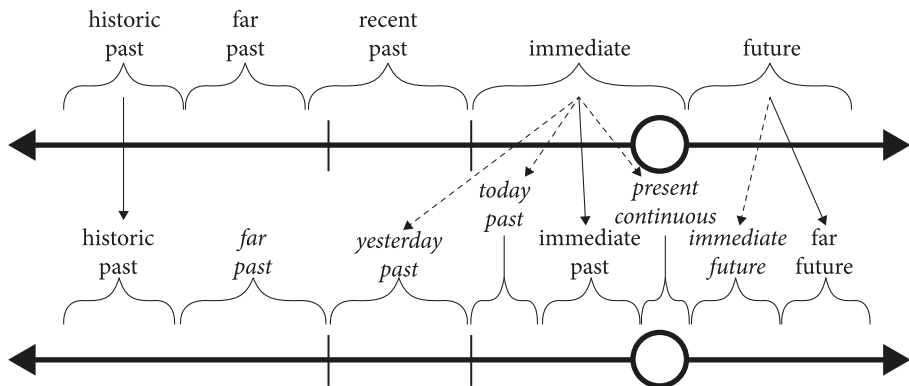 historic
past
far
past
recent
past
immediate
future
today
past
present
continuous
historic
past
far
past
yesterday
past
immediate
past
immediate
future
far
future